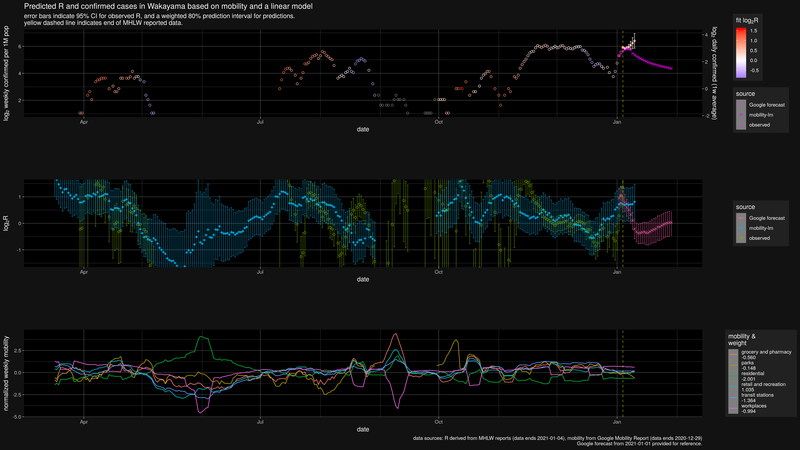 Predicted R and confirmed cases in Wakayama based on mobility and a linear model
error bars indicate 95% CI for observed R, and a weighted 80% prediction interval for predictions.
yellow dashed line indicates end of MHLW reported data.
log₂ weekly confirmed per 1M pop
6
4
2
4
2
0
-2
log₂ daily confirmed (1w average)
Apr
Jul
Oct
Jan
date
fit log₂R
1.5
1.0
0.5
0.0
-0.5
source
Google forecast
mobility-lm
observed
log₂R
1
0
-1
Apr
Jul
Oct
Jan
date
source
Google forecast
mobility-lm
observed
normalized weekly mobility
2.5
0.0
-2.5
-5.0
Apr
Jul
Oct
Jan
date
mobility &
weight
grocery and pharmacy
-0.560
parks
-0.148
residential
-2.001
retail and recreation
1.035
transit stations
-1.364
workplaces
-0.994
data sources: R derived from MHLW reports (data ends 2021-01-04), mobility from Google Mobility Report (data ends 2020-12-29)
Google forecast from 2021-01-01 provided for reference.